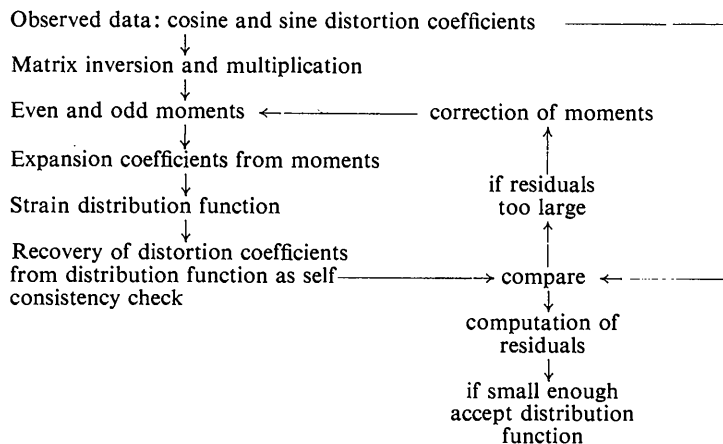 Observed data: cosine and sine distortion coefficients
Matrix inversion and multiplication
Even and odd moments
correction of moments
Expansion coefficients from moments
if residuals
too large
Strain distribution function
Recovery of distortion coefficients
from distribution function as self
consistency check
compare
computation of
residuals
if small enough
accept distribution
function